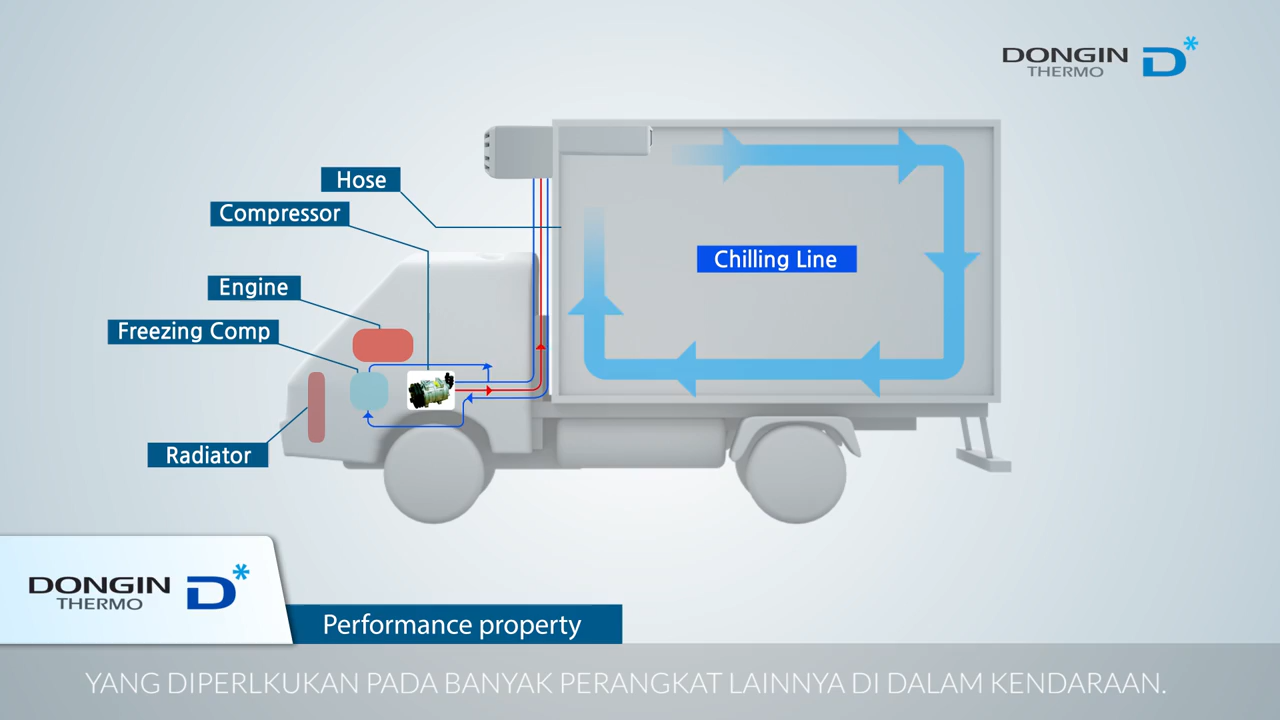 DONGIN
THERMO
D*
Hose
Compressor
Engine
Freezing Comp
Radiator
Chilling Line
DONGIN
THERMO
D*
Performance property
YANG DIPERLKUKAN PADA BANYAK PERANGKAT LAINNYA DI DALAM KENDARAAN.